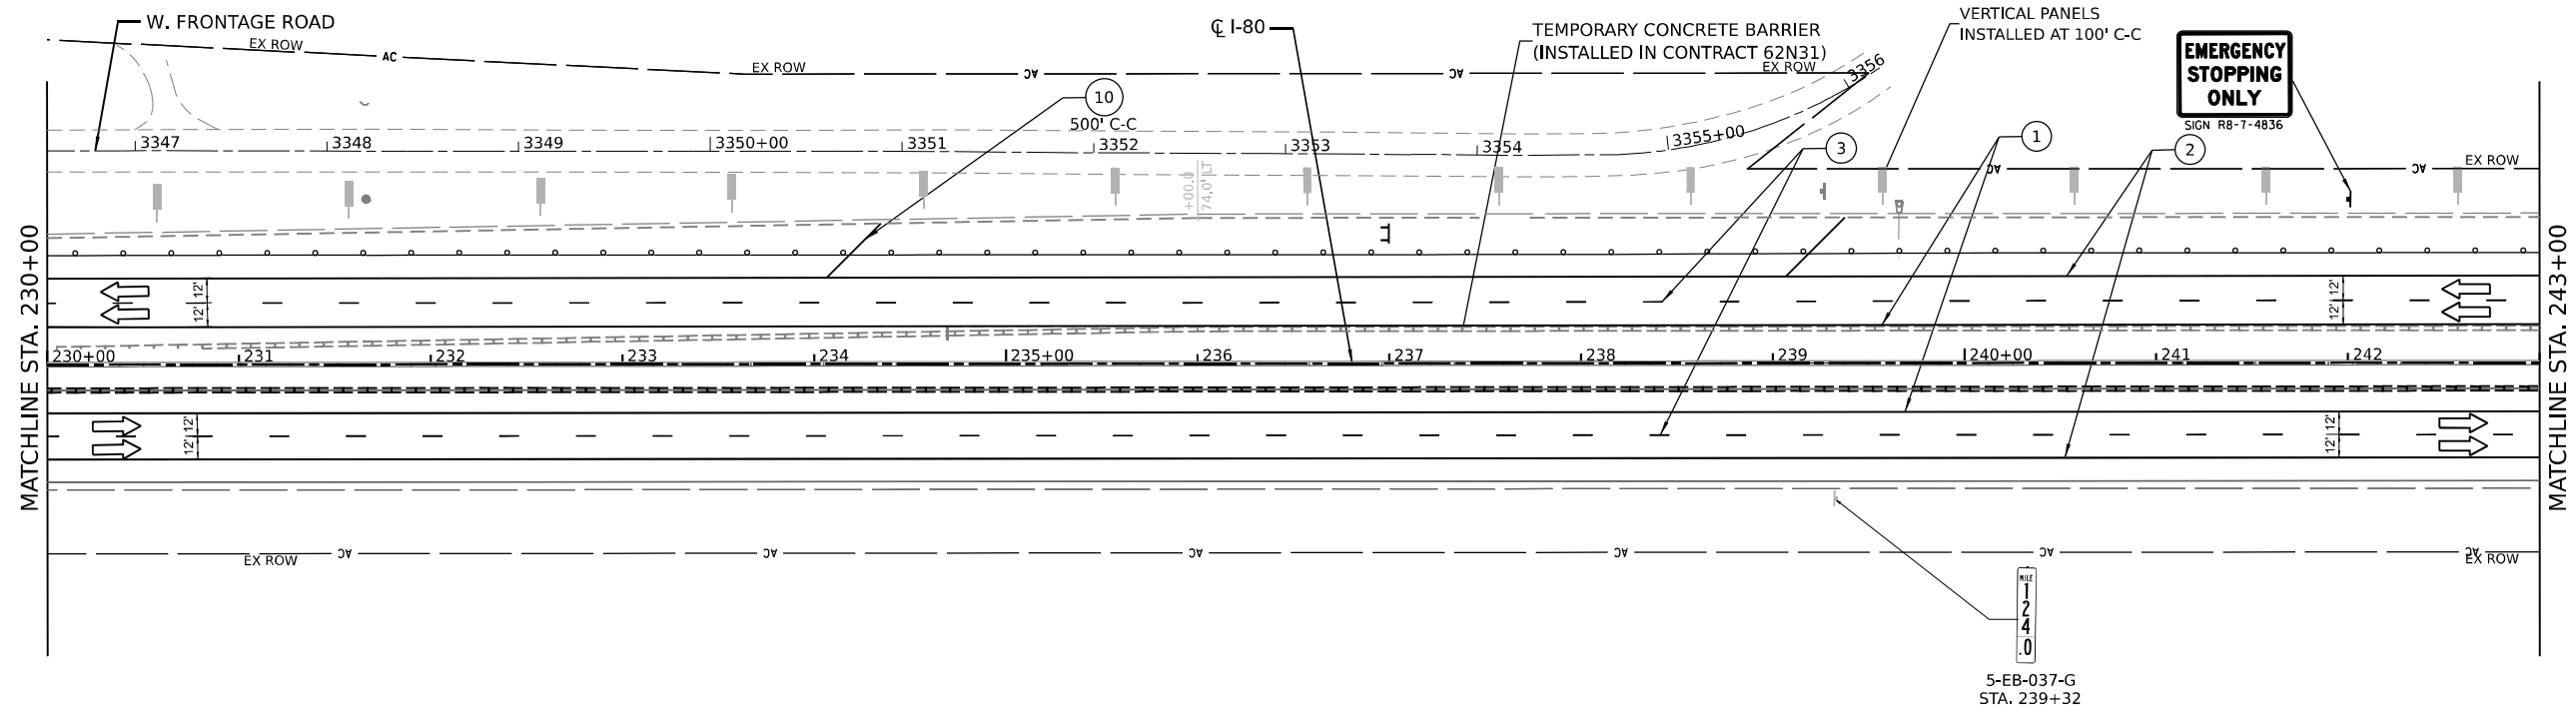 W. FRONTAGE ROAD
EX ROW
AC
EX ROW
AC
℄ I-80
TEMPORARY CONCRETE BARRIER
(INSTALLED IN CONTRACT 62N31)
AC
EX ROW
VERTICAL PANELS
INSTALLED AT 100' C-C
EMERGENCY
STOPPING
ONLY
SIGN R8-7-4836
10
500' C-C
3347
3348
3349
3350+00
3351
3352
3353
3354
3355+00
3356
3
1
2
AC
AC
EX ROW
+00.0
74.0' LT
12' 12'
12' 12'
230+00
231
232
233
234
235+00
236
237
238
239
240+00
241
242
12' 12'
12' 12'
MATCHLINE STA. 230+00
MATCHLINE STA. 243+00
EX ROW
AC
AC
AC
AC
AC
AC
EX ROW
MILE
1
2
4
.0
5-EB-037-G
STA. 239+32